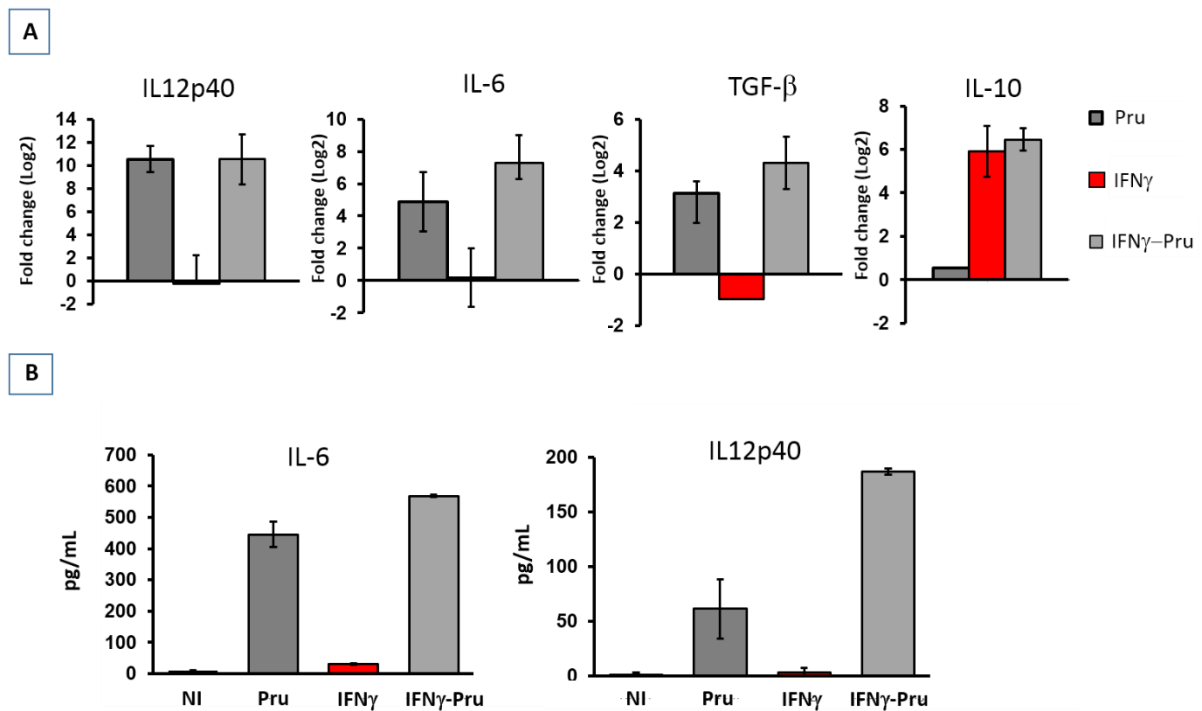 A
IL12p40
Fold change (Log2)
14
12
10
8
6
4
2
0
-2
IL-6
Fold change (Log2)
10
8
6
4
2
0
-2
TGF-β
Fold change (Log2)
6
4
2
0
-2
IL-10
Fold change (Log2)
8
6
4
2
0
-2
Pru
IFNγ
IFNγ–Pru
B
IL-6
pg/mL
700
600
500
400
300
200
100
0
NI Pru IFNγ IFNγ-Pru
IL12p40
pg/mL
200
150
100
50
0
NI Pru IFNγ IFNγ-Pru